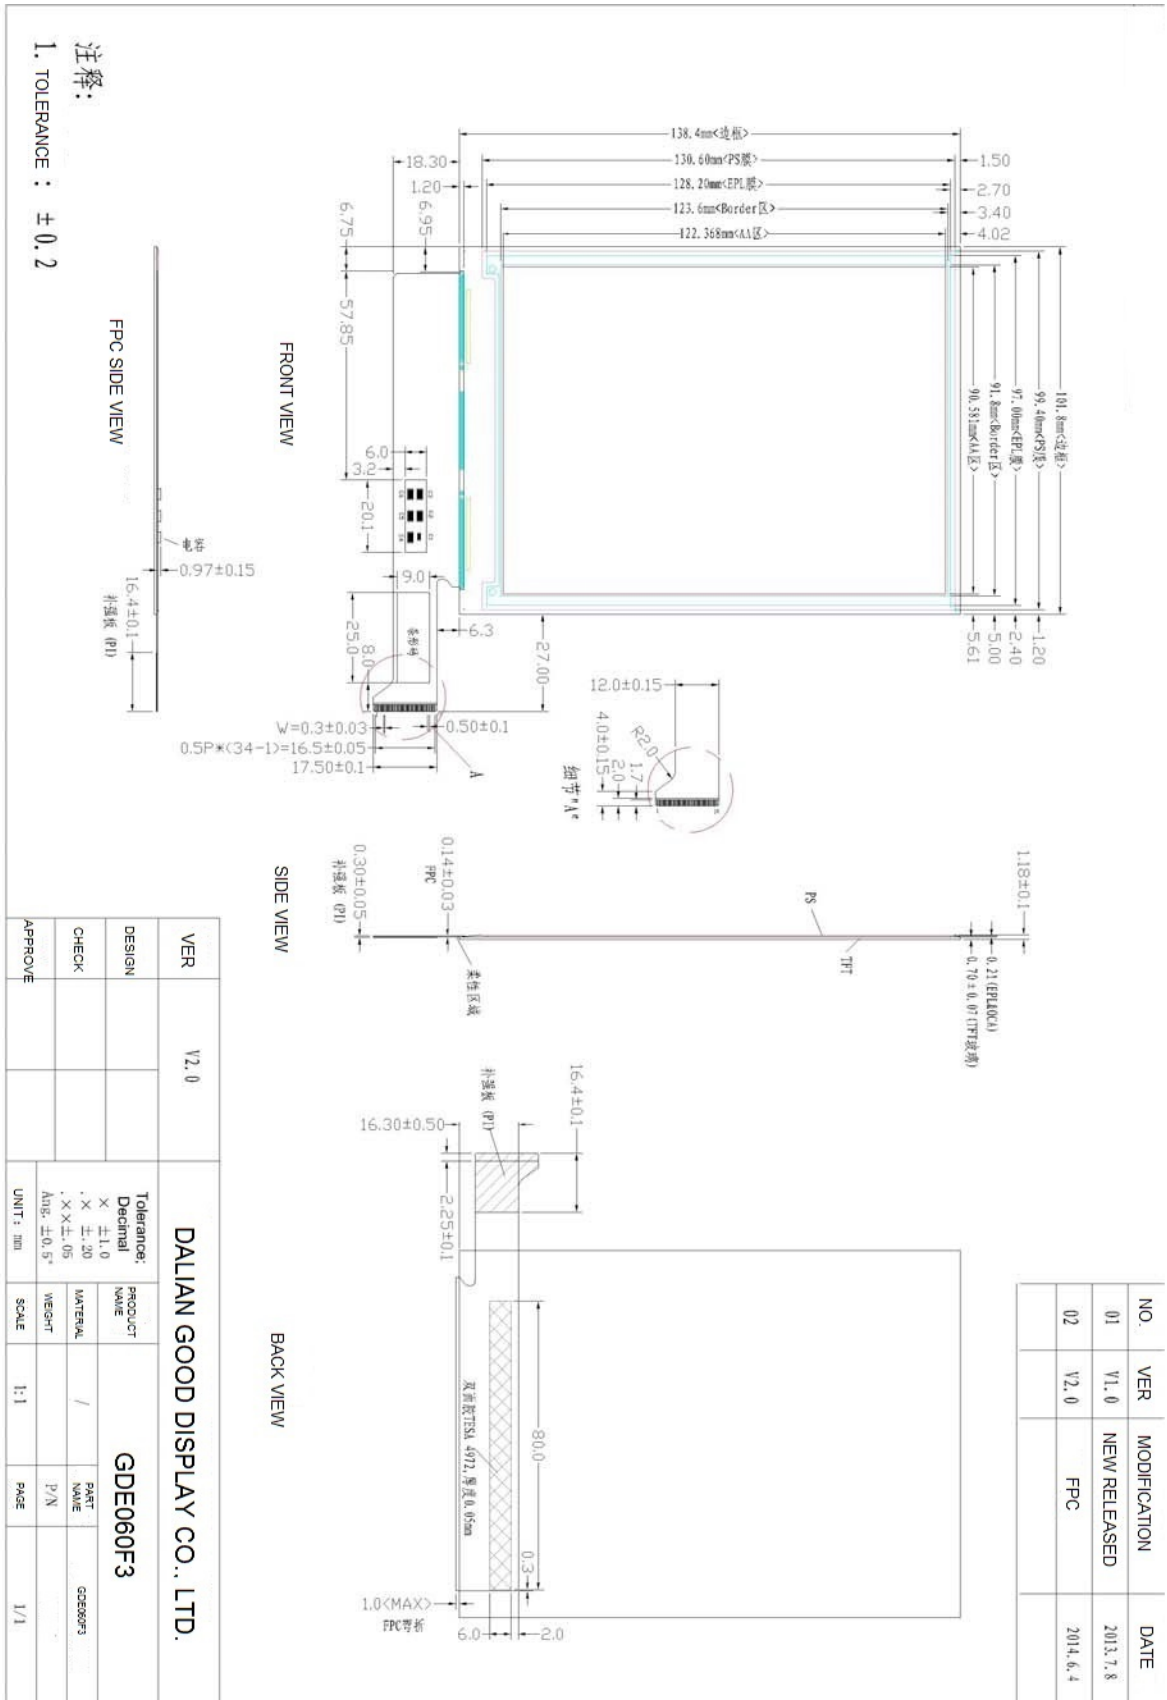 NO. VER MODIFICATION DATE
01 V1.0 NEW RELEASED 2013.7.8
02 V2.0 FPC 2014.6.4
138.4mm<边框>
130.60mm<PS膜>
128.20mm<EPL膜>
123.6mm<Border区>
122.368mm<AA区>
1.50
2.70
3.40
4.02
101.8mm<边框>
99.40mm<PS膜>
97.00mm<EPL膜>
91.8mm<Border区>
90.581mm<AA区>
1.20
2.40
5.00
5.61
18.30
1.20
6.95
6.75
57.85
6.0
3.2
20.1
9.0
25.0
8.0
条形码
6.3
27.00
W=0.3±0.03
0.50±0.1
0.5P*(34-1)=16.5±0.05
17.50±0.1
A
FRONT VIEW
12.0±0.15
R2.0
4.0±0.15
2.0
1.7
细节"A"
1.18±0.1
0.21(EPL&OCA)
0.70±0.07(TFT玻璃)
PS
TFT
0.14±0.03
FPC
0.30±0.05
补强板 (PI)
柔性区域
SIDE VIEW
16.4±0.1
补强板 (PI)
16.30±0.50
2.25±0.1
80.0
双面胶TESA 4972,厚度0.05mm
0.3
1.0<MAX>
FPC弯折
6.0
2.0
BACK VIEW
0.97±0.15
16.4±0.1
补强板 (PI)
FPC SIDE VIEW
注释:
1. TOLERANCE : ±0.2
VER V2.0
DESIGN
CHECK
APPROVE
DALIAN GOOD DISPLAY CO., LTD.
Tolerance;
Decimal
X ±1.0
.X ±.20
.XX±.05
Ang. ±0.5°
UNIT: mm
PRODUCT NAME GDE060F3
MATERIAL / PART NAME GDE060F3
WEIGHT P/N
SCALE 1:1 PAGE 1/1